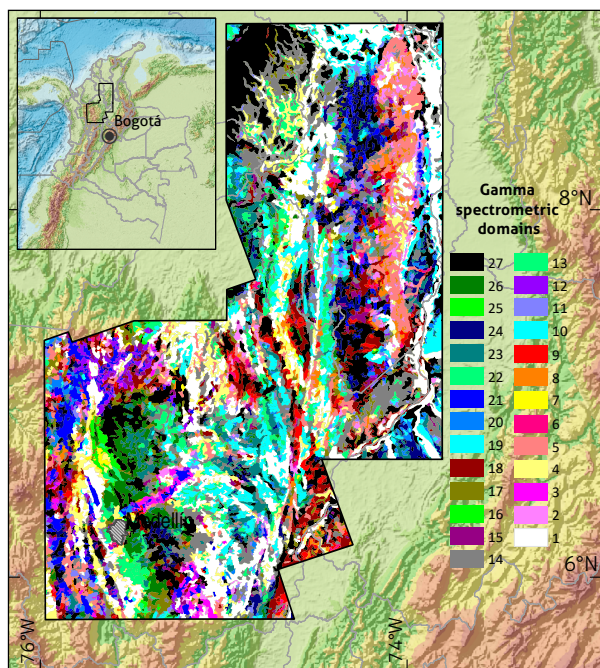 Bogotá
Gamma
spectrometric
domains
8°N
27 13
26 12
25 11
24 10
23 9
22 8
21 7
20 6
19 5
18 4
17 3
16 2
15 1
14
Medellín
6°N
76°W
74°W